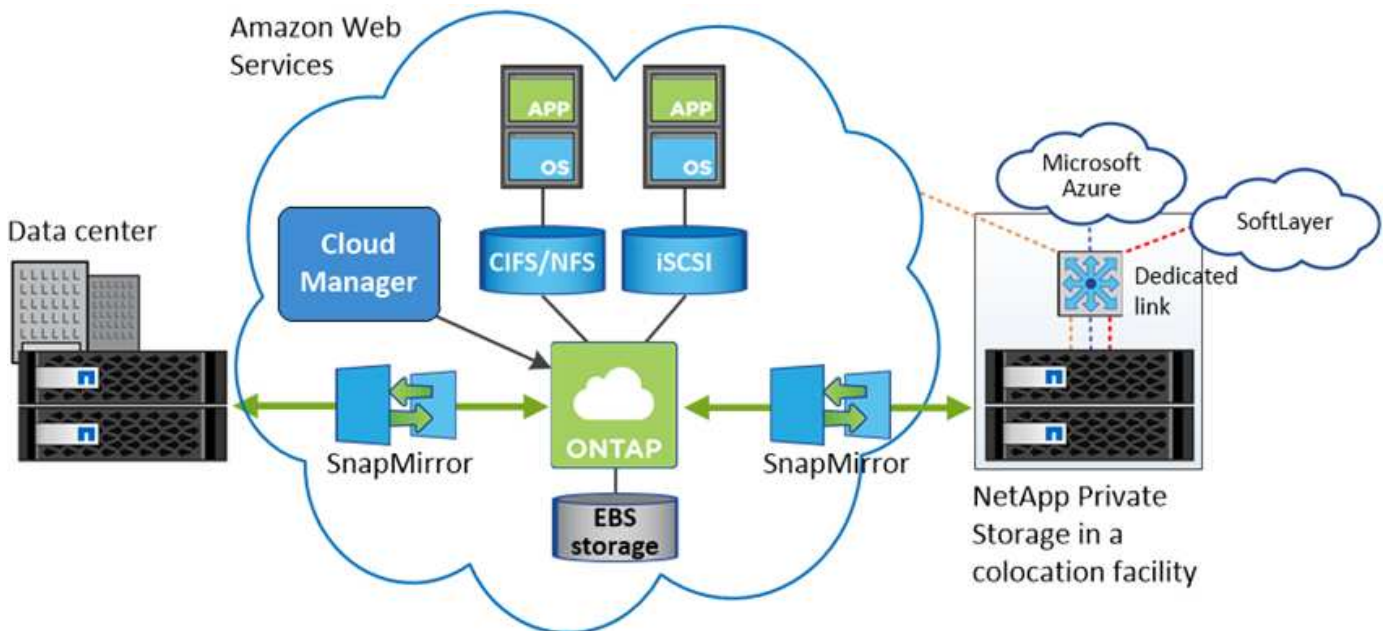 Amazon Web
Services
APP
OS
APP
OS
Microsoft
Azure
SoftLayer
Data center
Cloud
Manager
CIFS/NFS
iSCSI
Dedicated
link
ONTAP
SnapMirror
SnapMirror
EBS
storage
NetApp Private
Storage in a
colocation facility